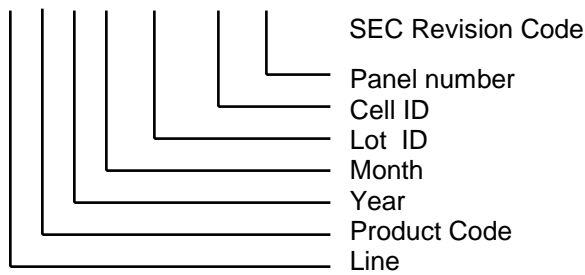 SEC Revision Code
Panel number
Cell ID
Lot ID
Month
Year
Product Code
Line